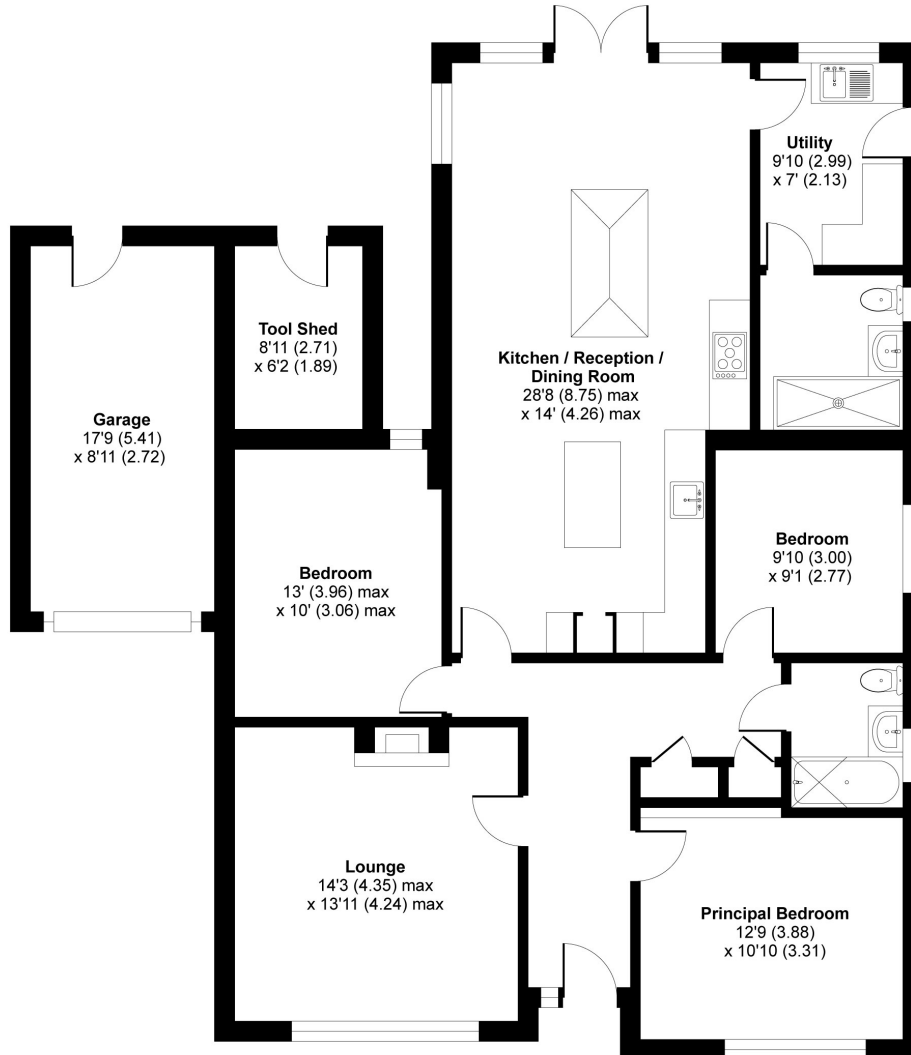 Utility
9'10 (2.99)
x 7' (2.13)
Tool Shed
8'11 (2.71)
x 6'2 (1.89)
Kitchen / Reception /
Dining Room
28'8 (8.75) max
x 14' (4.26) max
Garage
17'9 (5.41)
x 8'11 (2.72)
Bedroom
9'10 (3.00)
x 9'1 (2.77)
Bedroom
13' (3.96) max
x 10' (3.06) max
Lounge
14'3 (4.35) max
x 13'11 (4.24) max
Principal Bedroom
12'9 (3.88)
x 10'10 (3.31)